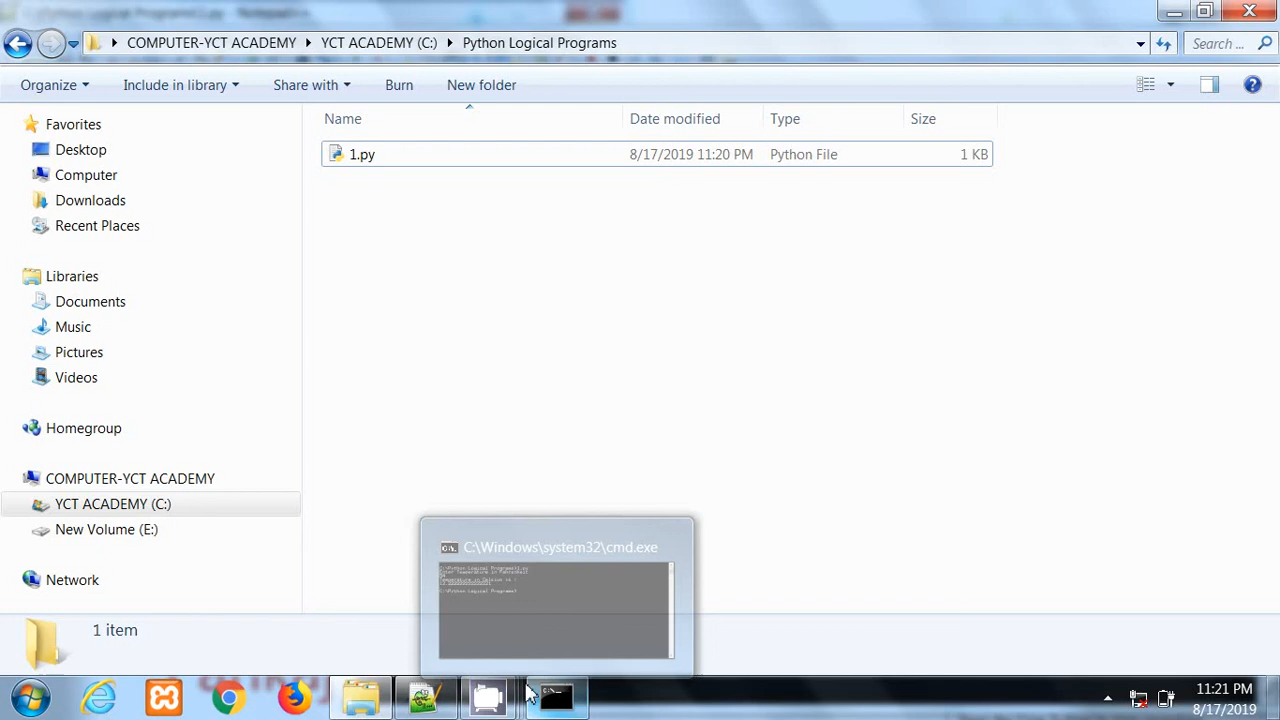 COMPUTER-YCT ACADEMY YCT ACADEMY (C:) Python Logical Programs
Search ...
Organize Include in library Share with Burn New folder
Name Date modified Type Size
1.py 8/17/2019 11:20 PM Python File 1 KB
Favorites
Desktop
Computer
Downloads
Recent Places
Libraries
Documents
Music
Pictures
Videos
Homegroup
COMPUTER-YCT ACADEMY
YCT ACADEMY (C:)
New Volume (E:)
Network
C:\Windows\system32\cmd.exe
1 item
11:21 PM
8/17/2019